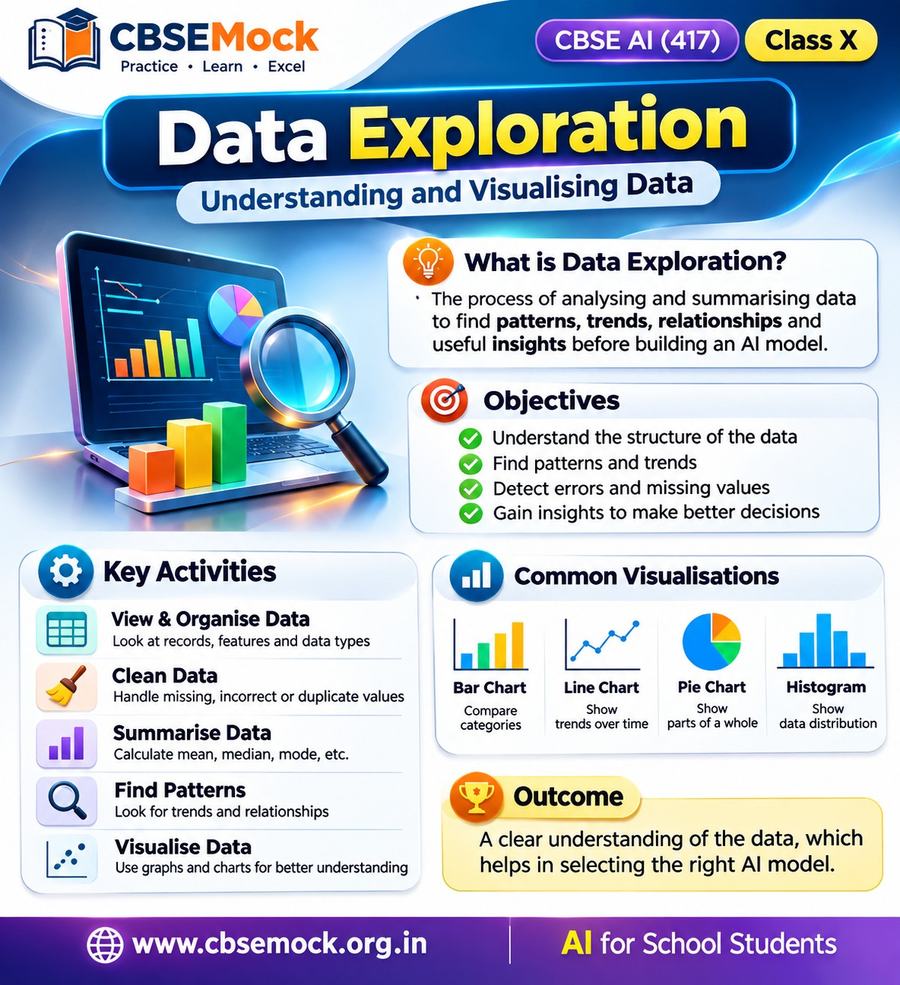 CBSEMock
Practice • Learn • Excel
CBSE AI (417)
Class X
Data Exploration
Understanding and Visualising Data
What is Data Exploration?
The process of analysing and summarising data
to find patterns, trends, relationships and
useful insights before building an AI model.
Objectives
Understand the structure of the data
Find patterns and trends
Detect errors and missing values
Gain insights to make better decisions
Key Activities
View & Organise Data
Look at records, features and data types
Clean Data
Handle missing, incorrect or duplicate values
Summarise Data
Calculate mean, median, mode, etc.
Find Patterns
Look for trends and relationships
Visualise Data
Use graphs and charts for better understanding
Common Visualisations
Bar Chart
Compare
categories
Line Chart
Show
trends over time
Pie Chart
Show
parts of a whole
Histogram
Show
data distribution
Outcome
A clear understanding of the data, which
helps in selecting the right AI model.
www.cbsemock.org.in
AI for School Students